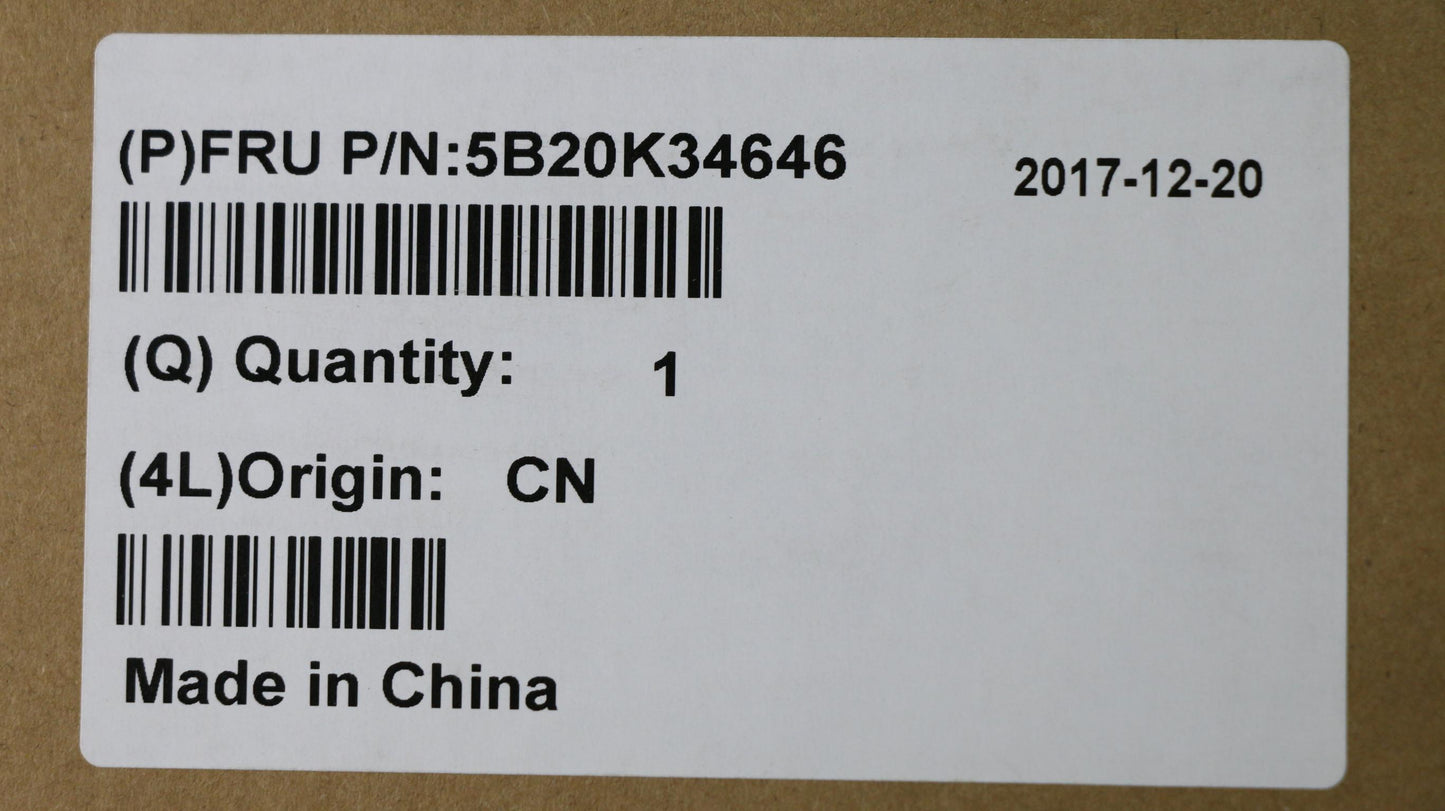 (P)FRU P/N:5B20K34646
2017-12-20
(Q) Quantity: 1
(4L)Origin: CN
Made in China